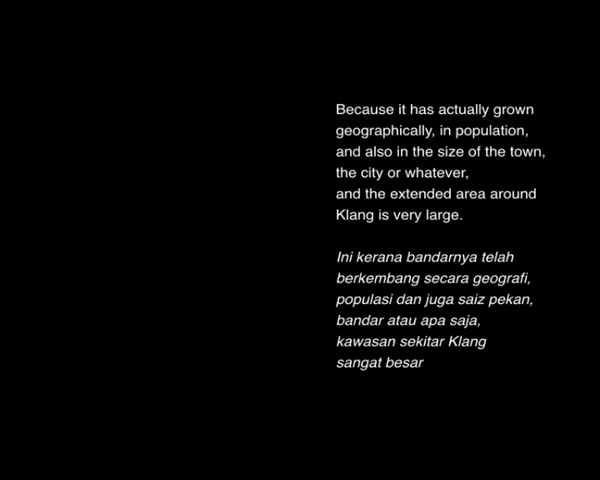 Because it has actually grown
geographically, in population,
and also in the size of the town,
the city or whatever,
and the extended area around
Klang is very large.
Ini kerana bandarnya telah
berkembang secara geografi,
populasi dan juga saiz pekan,
bandar atau apa saja,
kawasan sekitar Klang
sangat besar